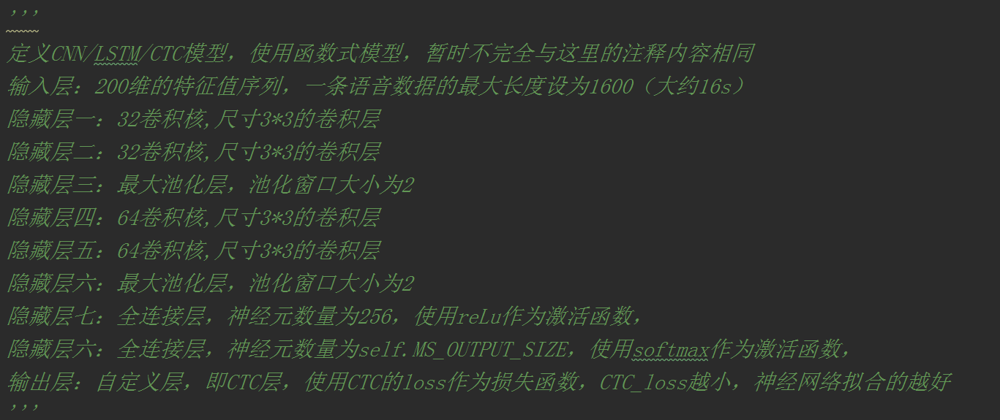 '''
定义CNN/LSTM/CTC模型，使用函数式模型，暂时不完全与这里的注释内容相同
输入层：200维的特征值序列，一条语音数据的最大长度设为1600（大约16s）
隐藏层一：32卷积核,尺寸3*3的卷积层
隐藏层二：32卷积核,尺寸3*3的卷积层
隐藏层三：最大池化层，池化窗口大小为2
隐藏层四：64卷积核,尺寸3*3的卷积层
隐藏层五：64卷积核,尺寸3*3的卷积层
隐藏层六：最大池化层，池化窗口大小为2
隐藏层七：全连接层，神经元数量为256，使用reLu作为激活函数，
隐藏层六：全连接层，神经元数量为self.MS_OUTPUT_SIZE，使用softmax作为激活函数，
输出层：自定义层，即CTC层，使用CTC的loss作为损失函数，CTC_loss越小，神经网络拟合的越好
'''